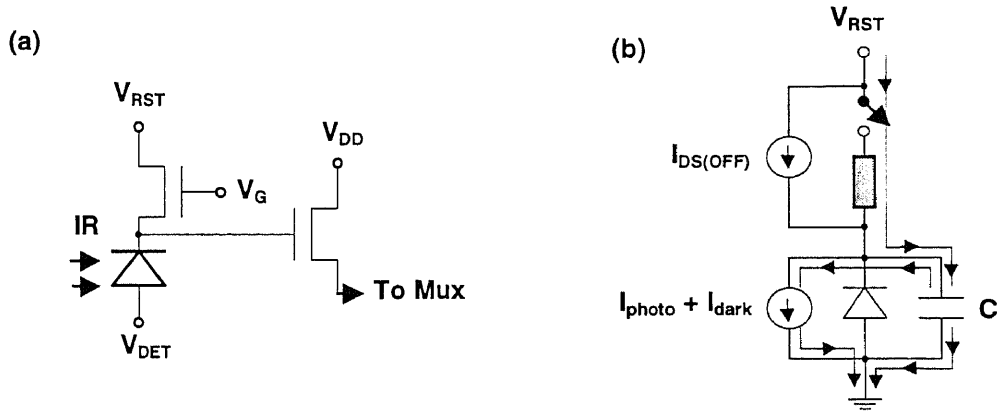 (a)
V_RST
V_DD
V_G
IR
To Mux
V_DET
(b)
V_RST
I_DS(OFF)
I_photo + I_dark
C